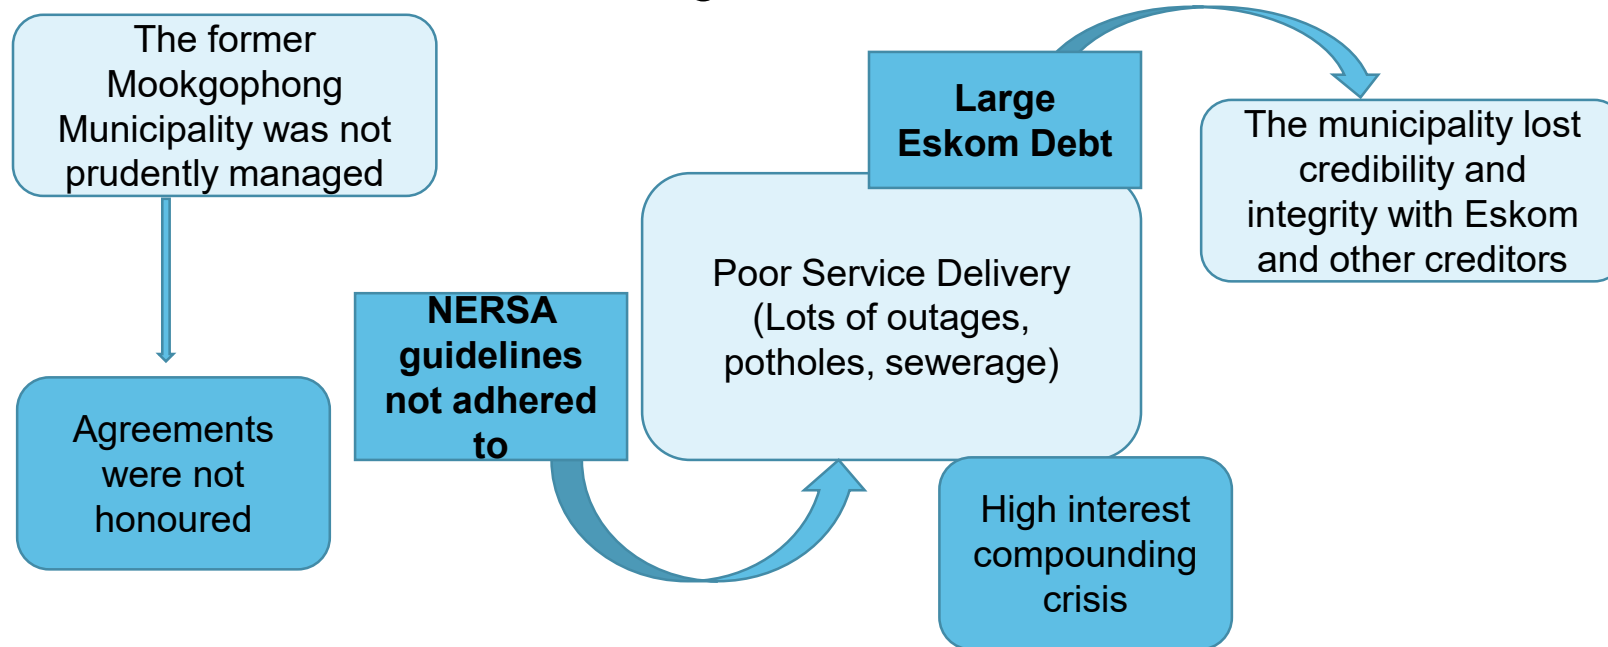 The former
Mookgophong
Municipality was not
prudently managed
Agreements
were not
honoured
NERSA
guidelines
not adhered
to
Poor Service Delivery
(Lots of outages,
potholes, sewerage)
Large
Eskom Debt
High interest
compounding
crisis
The municipality lost
credibility and
integrity with Eskom
and other creditors